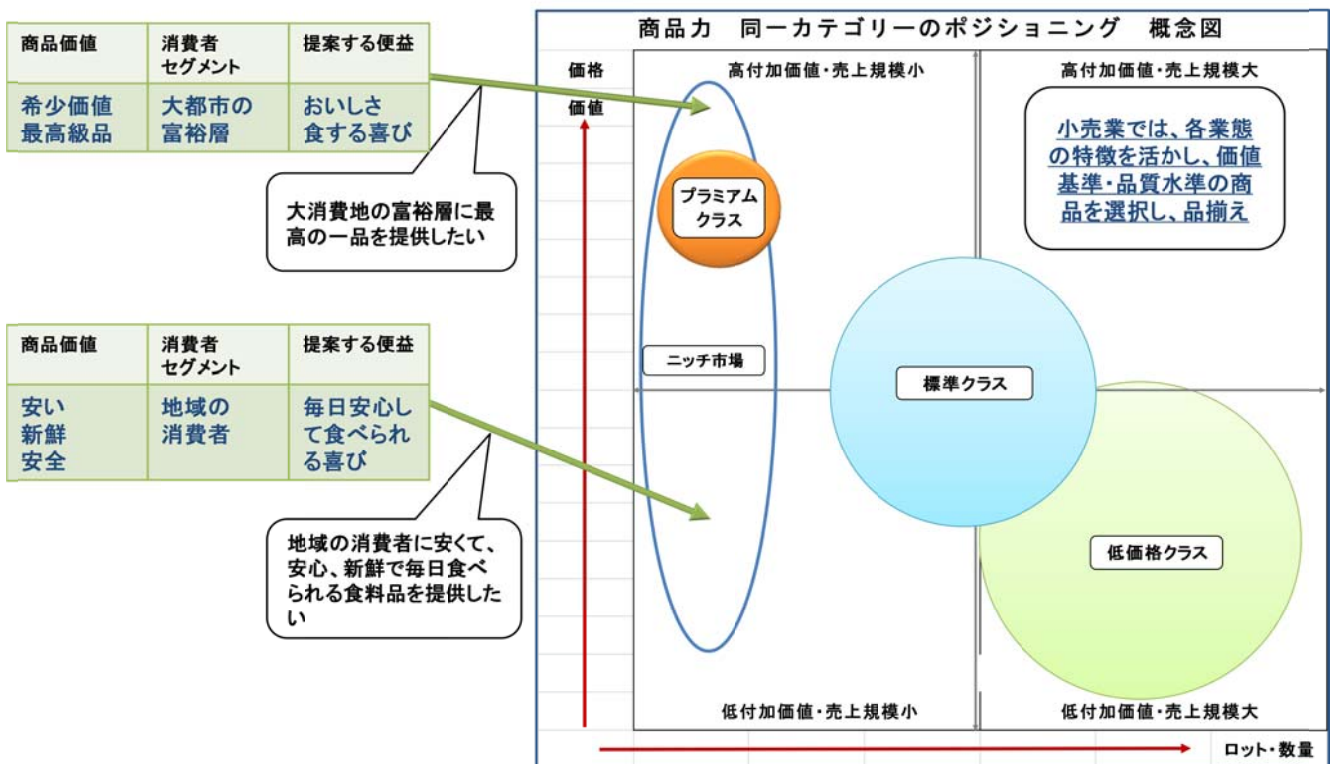 商品価値
消費者
セグメント
提案する便益
希少価値
最高級品
大都市の
富裕層
おいしさ
食する喜び
大消費地の富裕層に最
高の一品を提供したい
商品価値
消費者
セグメント
提案する便益
安い
新鮮
安全
地域の
消費者
毎日安心し
て食べられ
る喜び
地域の消費者に安くて、
安心、新鮮で毎日食べ
られる食料品を提供した
い
商品力　同一カテゴリーのポジショニング　概念図
価格
価値
高付加価値・売上規模小
高付加価値・売上規模大
小売業では、各業態
の特徴を活かし、価値
基準・品質水準の商
品を選択し、品揃え
プラミアム
クラス
ニッチ市場
標準クラス
低価格クラス
低付加価値・売上規模小
低付加価値・売上規模大
ロット・数量